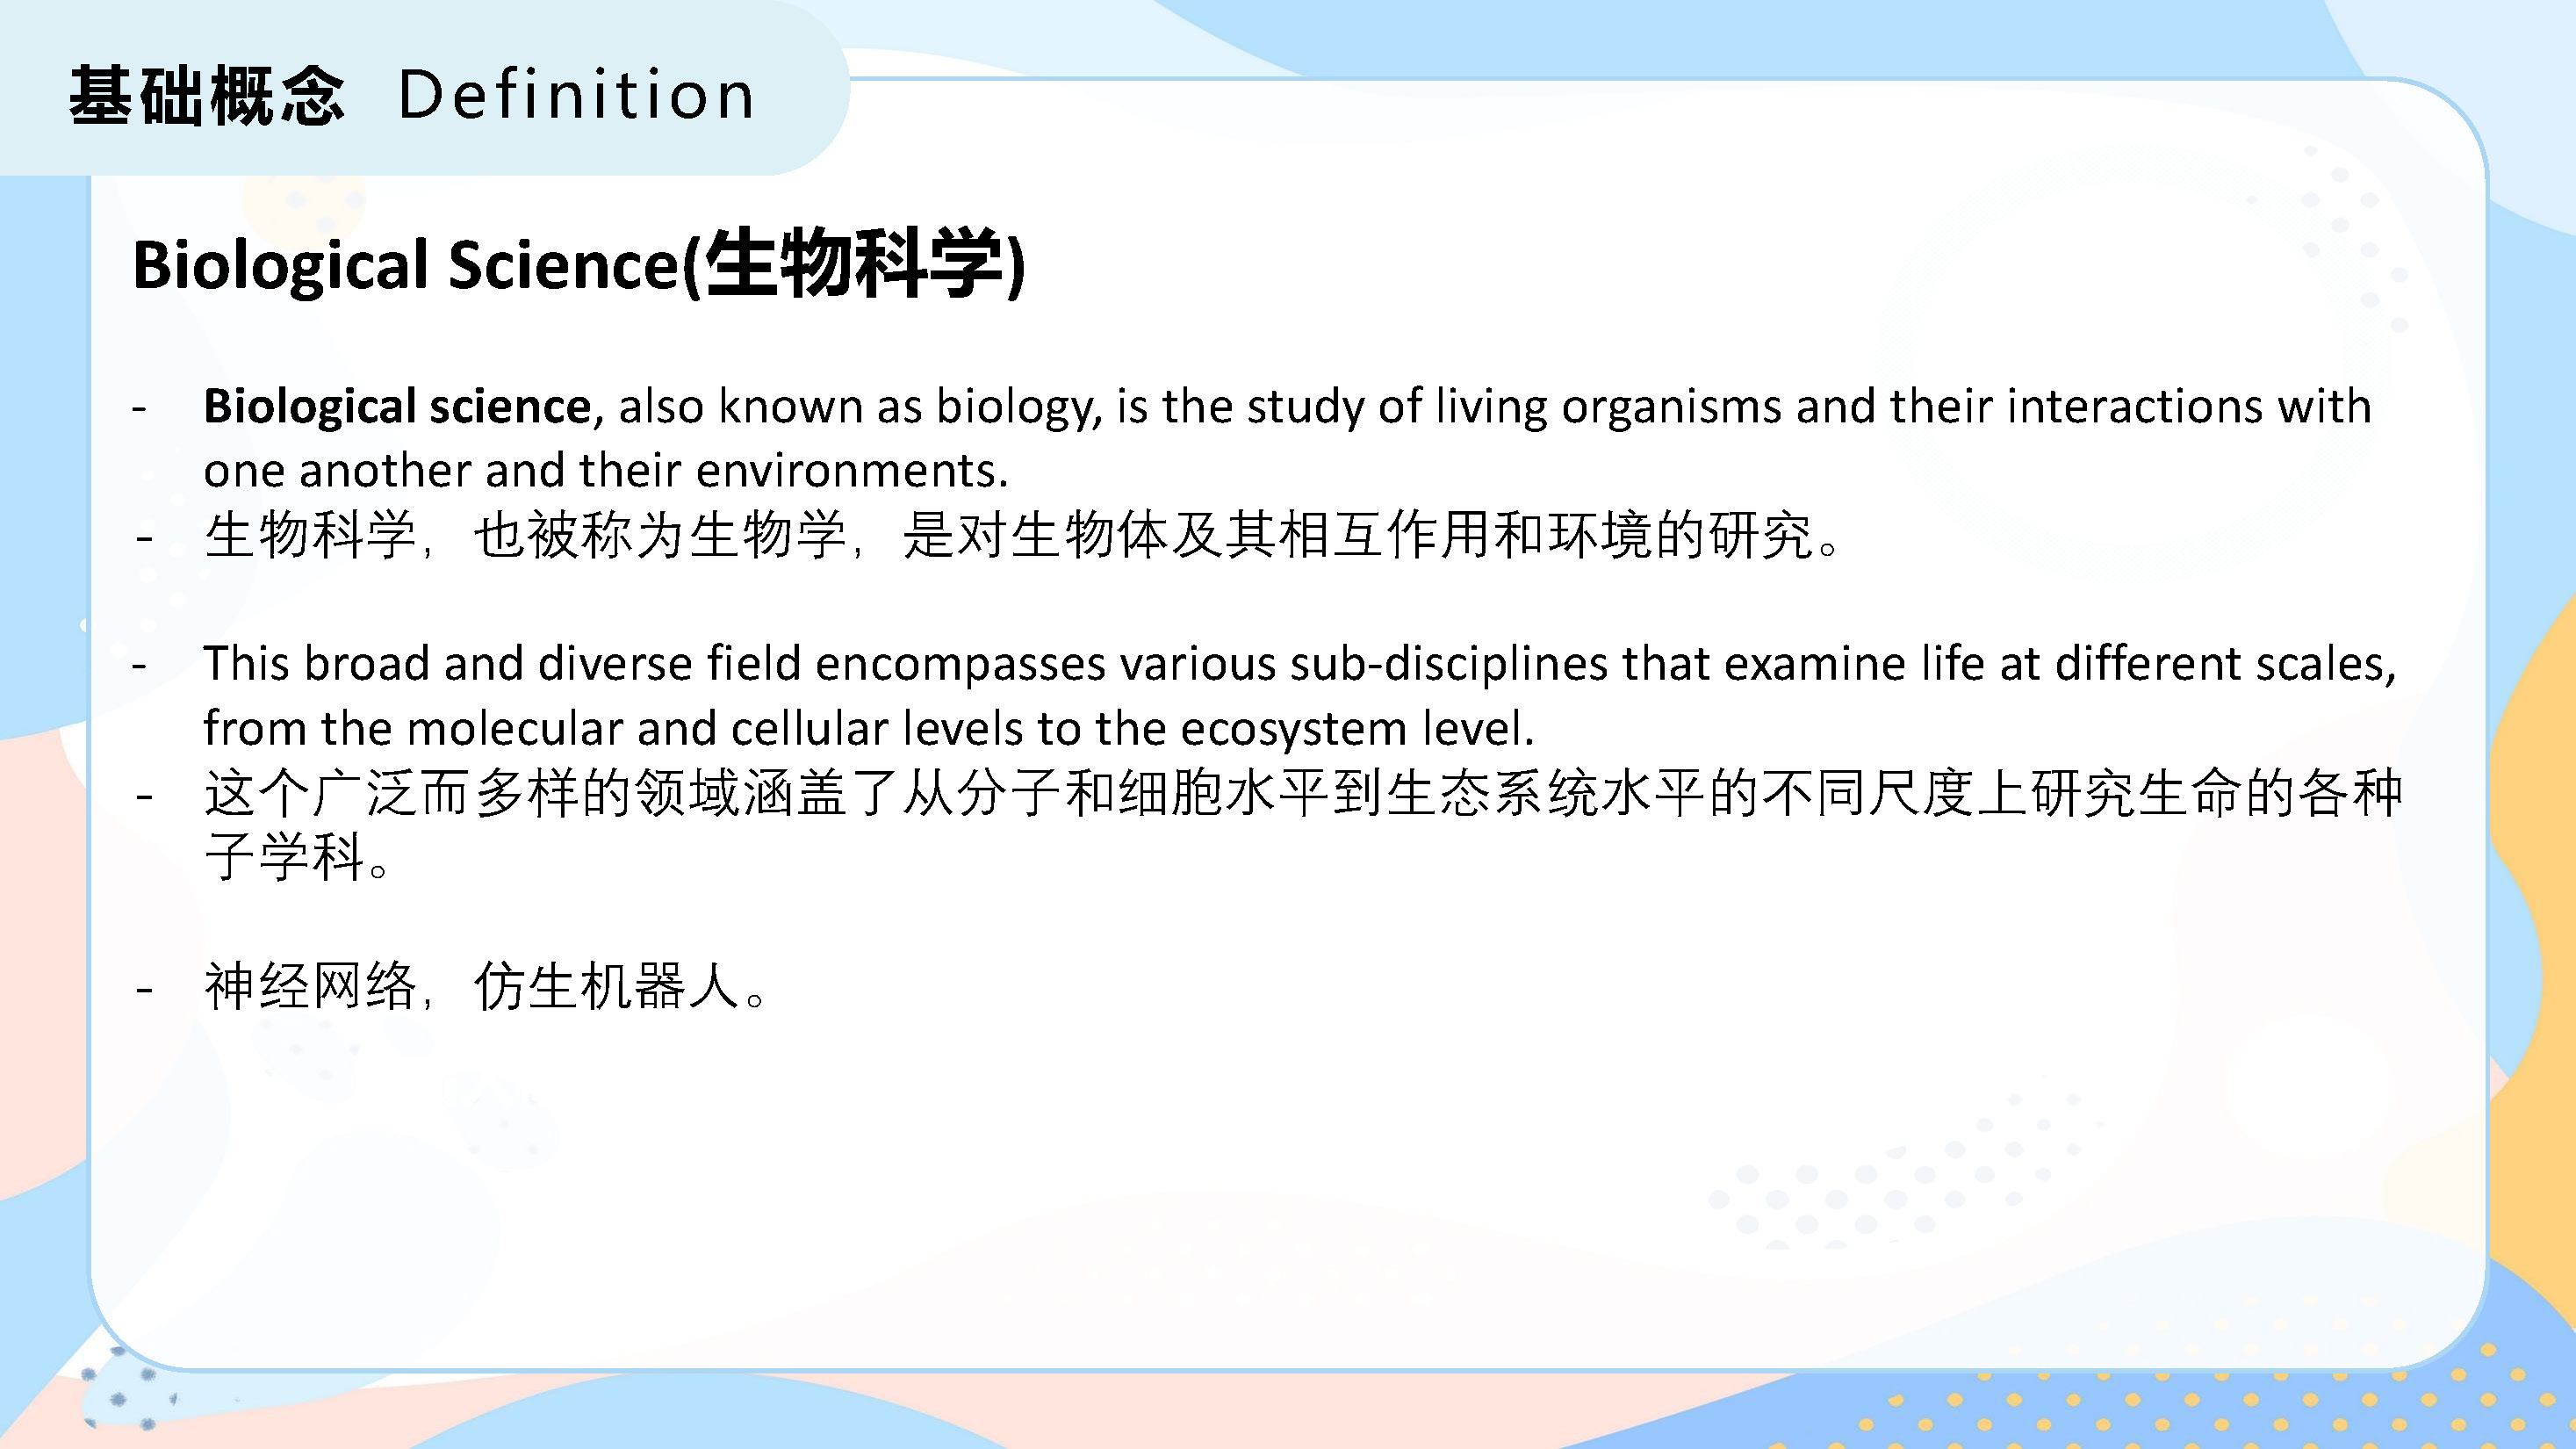 基础概念 Definition
Biological Science(生物科学)
- Biological science, also known as biology, is the study of living organisms and their interactions with
one another and their environments.
- 生物科学，也被称为生物学，是对生物体及其相互作用和环境的研究。
- This broad and diverse field encompasses various sub-disciplines that examine life at different scales,
from the molecular and cellular levels to the ecosystem level.
- 这个广泛而多样的领域涵盖了从分子和细胞水平到生态系统水平的不同尺度上研究生命的各种
子学科。
- 神经网络，仿生机器人。